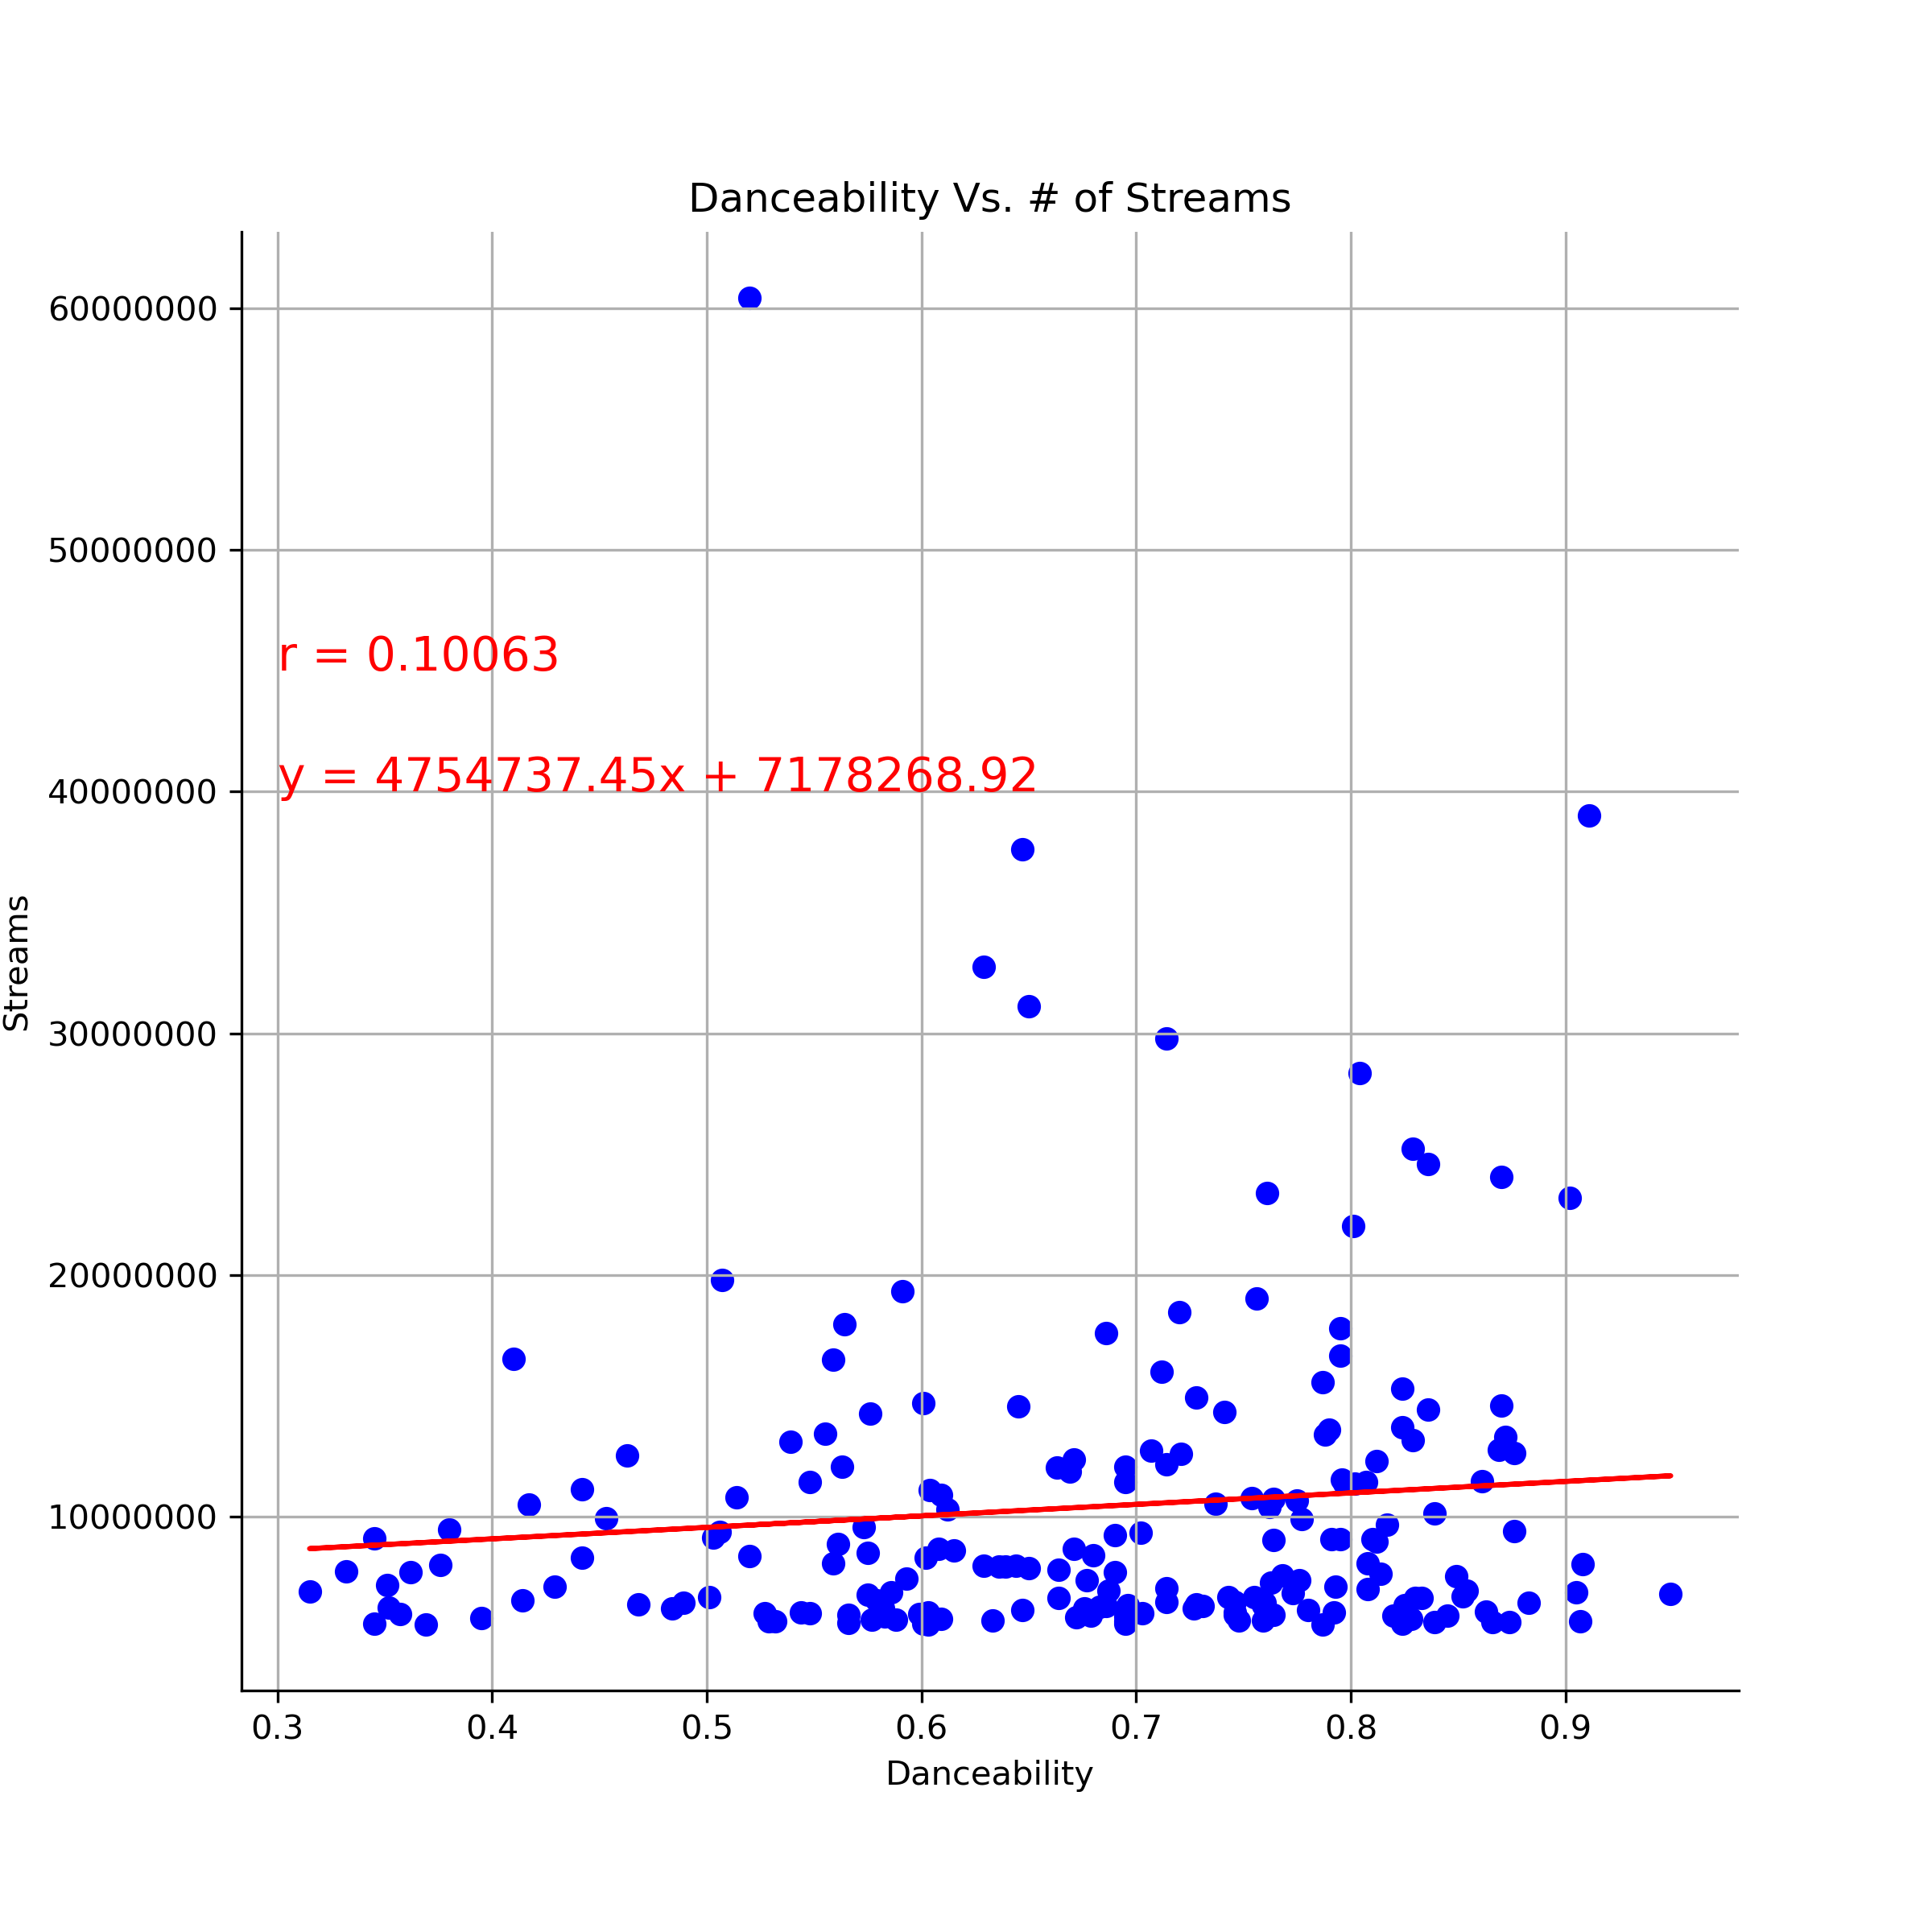 Danceability Vs. # of Streams
60000000
50000000
r = 0.10063
y = 4754737.45x + 7178268.92
40000000
Streams
30000000
20000000
10000000
0.3 0.4 0.5 0.6 0.7 0.8 0.9
Danceability